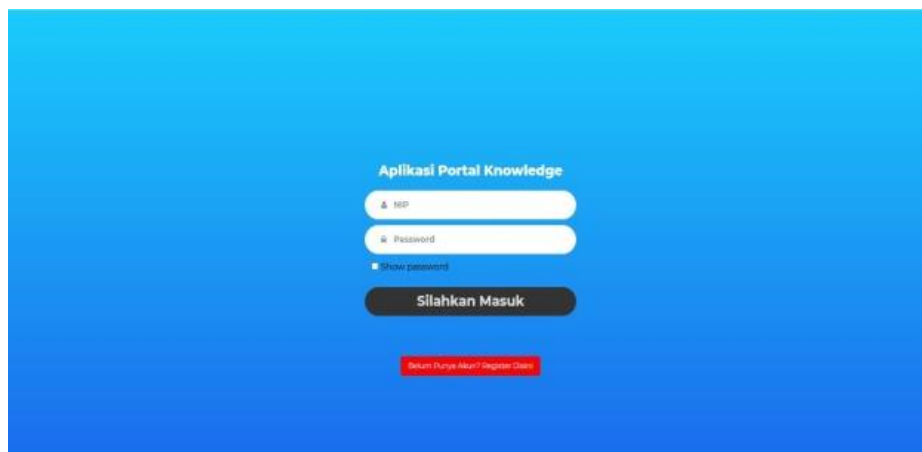 Aplikasi Portal Knowledge
NIP
Password
Show password
Silahkan Masuk
Belum Punya Akun? Register Disini